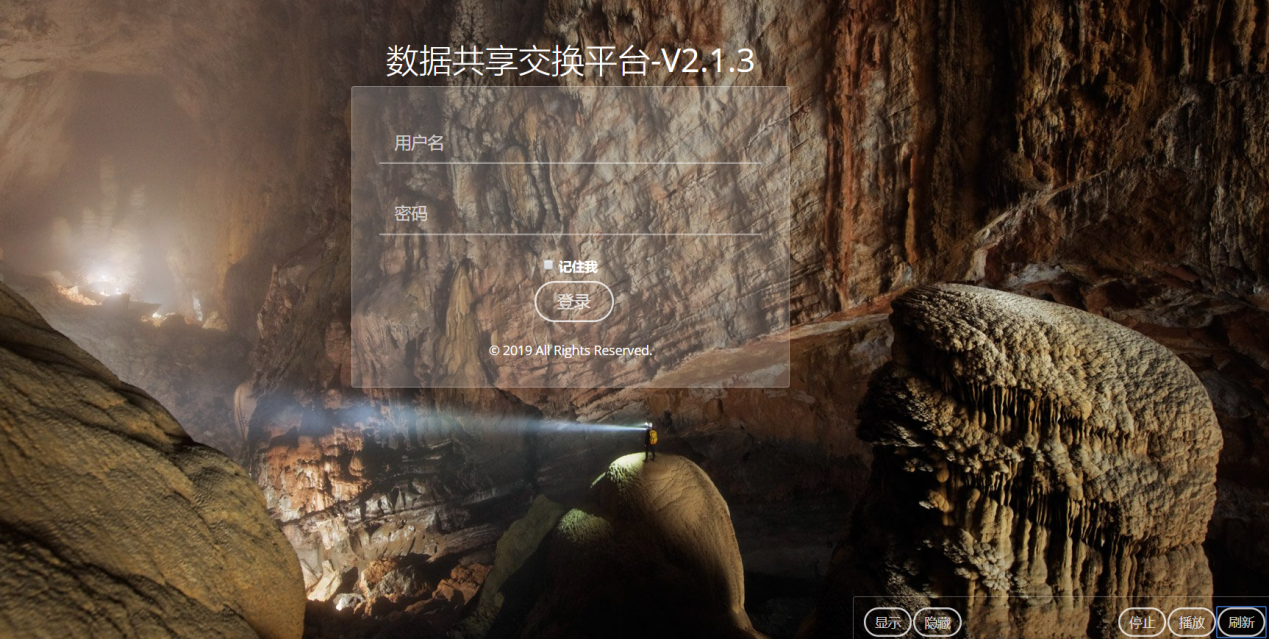 数据共享交换平台-V2.1.3
用户名
密码
记住我
登录
© 2019 All Rights Reserved.
显示 隐藏 停止 播放 刷新